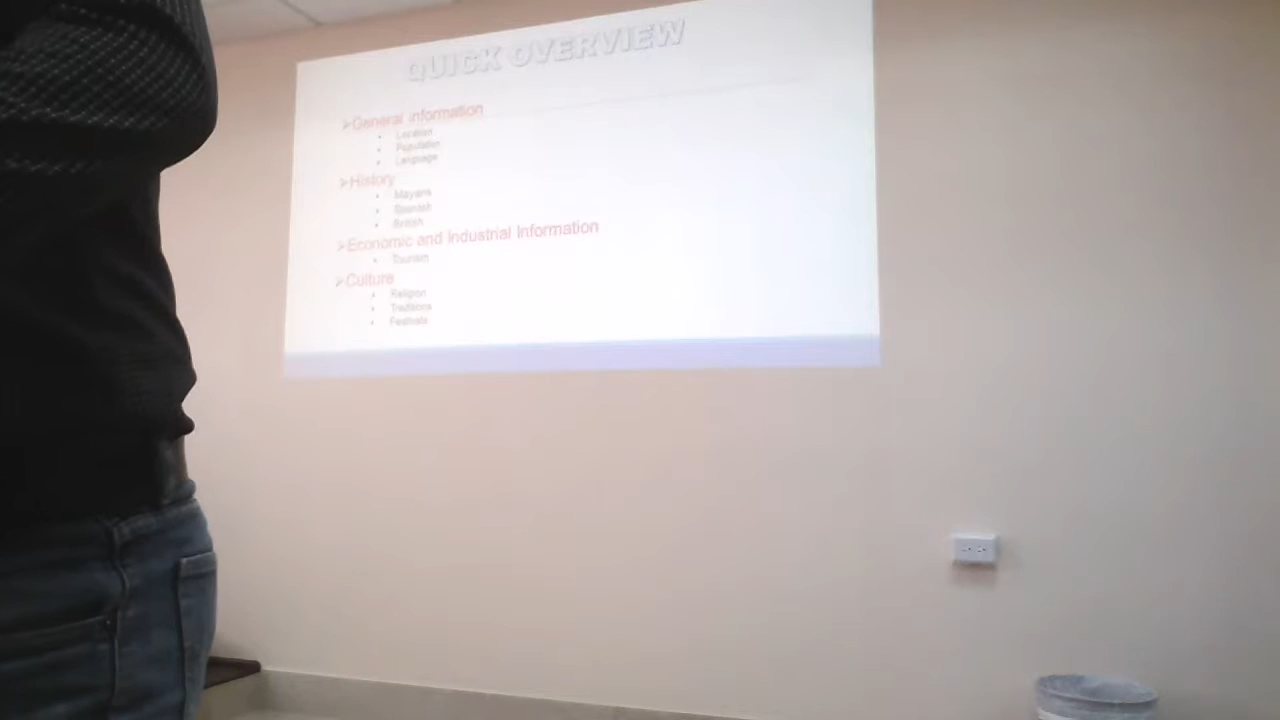 QUICK OVERVIEW
➢General information
• Location
• Population
• Language
➢History
• Mayans
• Spanish
• British
➢Economic and Industrial Information
• Tourism
➢Culture
• Religion
• Traditions
• Festivals